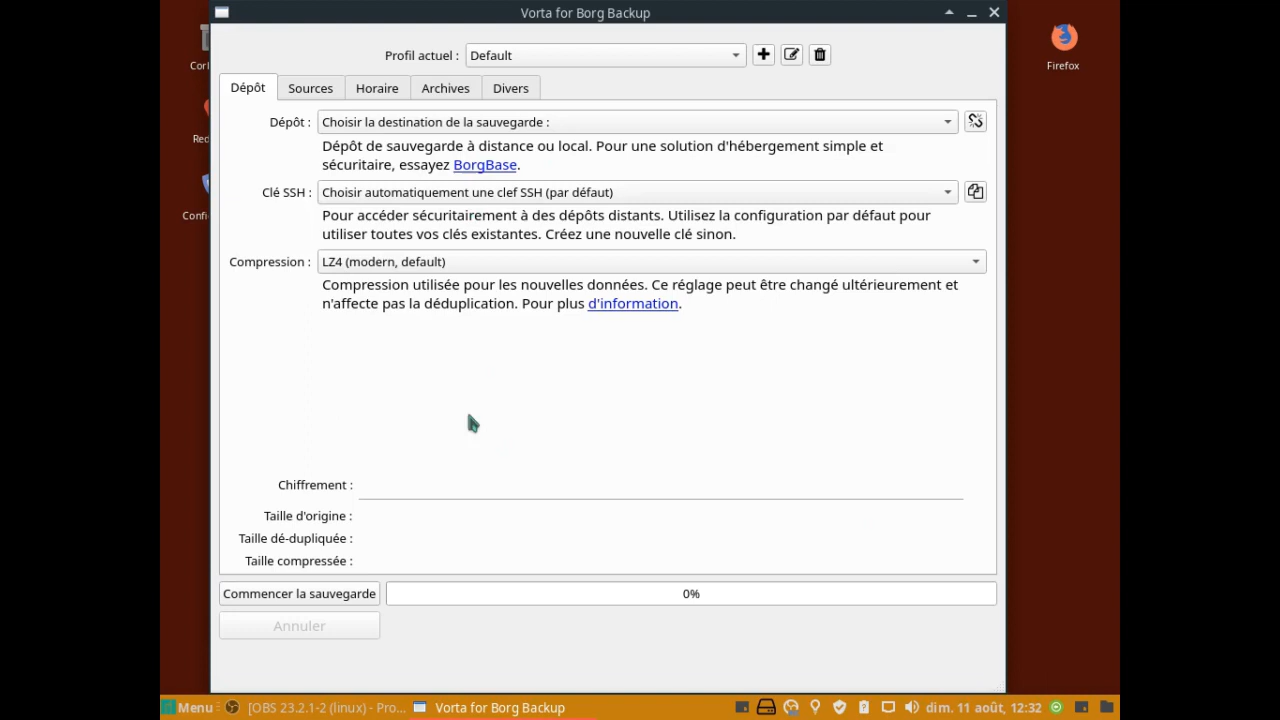 Vorta for Borg Backup
Profil actuel : Default
Firefox
Dépôt Sources Horaire Archives Divers
Dépôt : Choisir la destination de la sauvegarde :
Dépôt de sauvegarde à distance ou local. Pour une solution d'hébergement simple et
sécuritaire, essayez BorgBase.
Clé SSH : Choisir automatiquement une clef SSH (par défaut)
Pour accéder sécuritairement à des dépôts distants. Utilisez la configuration par défaut pour
utiliser toutes vos clés existantes. Créez une nouvelle clé sinon.
Compression : LZ4 (modern, default)
Compression utilisée pour les nouvelles données. Ce réglage peut être changé ultérieurement et
n'affecte pas la déduplication. Pour plus d'information.
Chiffrement :
Taille d'origine :
Taille dé-dupliquée :
Taille compressée :
Commencer la sauvegarde 0%
Annuler
Menu [OBS 23.2.1-2 (linux) - Pro... Vorta for Borg Backup dim. 11 août, 12:32